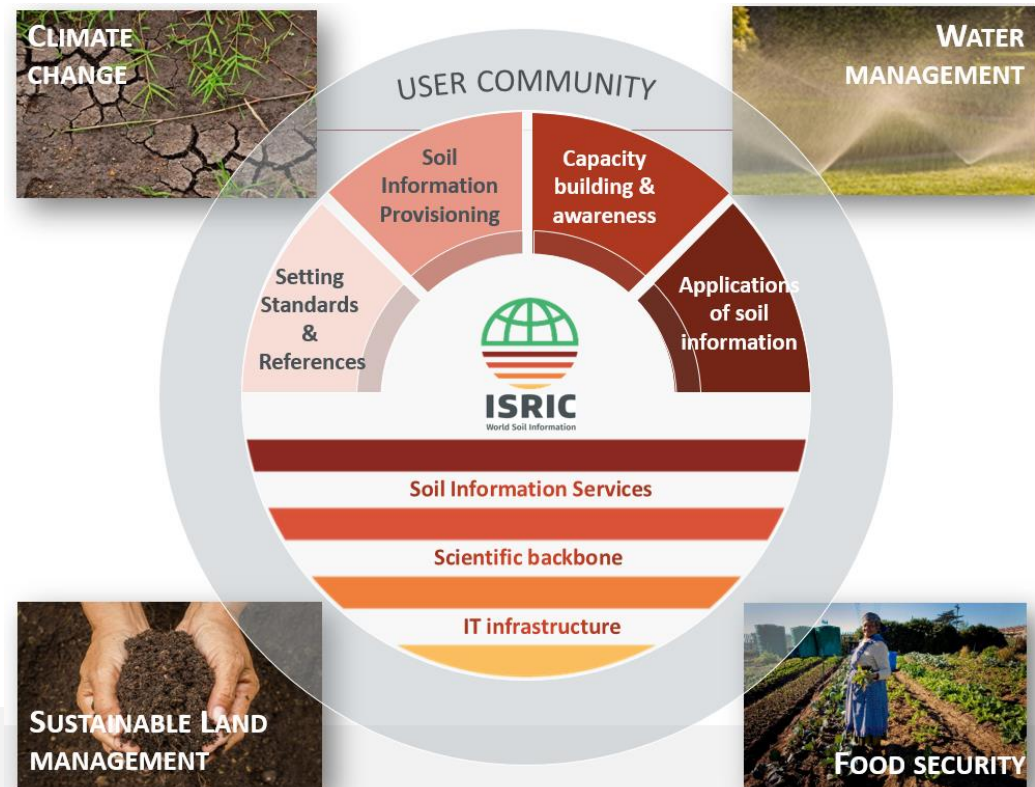 CLIMATE
CHANGE
WATER
MANAGEMENT
USER COMMUNITY
Soil
Information
Provisioning
Capacity
building &
awareness
Setting
Standards
&
References
Applications
of soil
information
ISRIC
World Soil Information
Soil Information Services
Scientific backbone
IT infrastructure
SUSTAINABLE LAND
MANAGEMENT
FOOD SECURITY